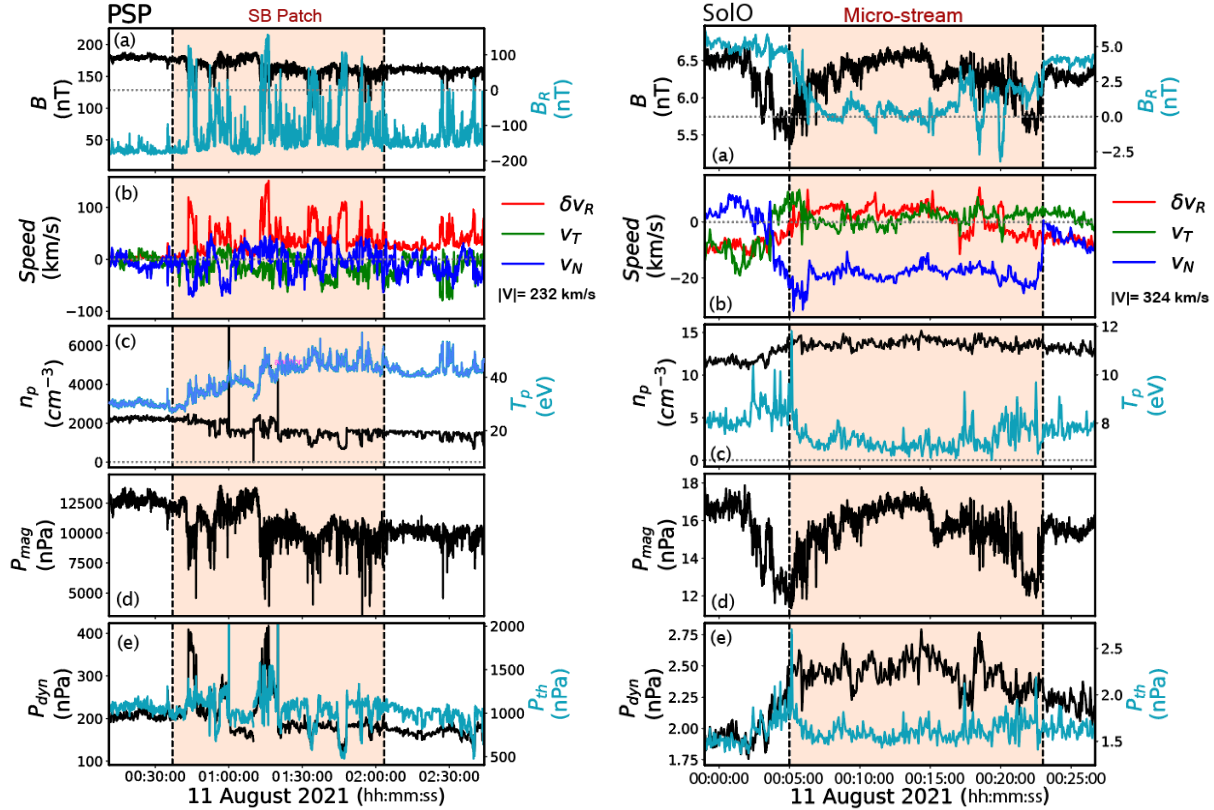 PSP
SB Patch
(a)
200
150
100
50
B
(nT)
100
0
−100
−200
B_R
(nT)
(b)
100
0
−100
Speed
(km/s)
δv_R
v_T
v_N
|V|= 232 km/s
(c)
6000
4000
2000
0
n_p
(cm⁻³)
40
20
T_p
(eV)
12500
10000
7500
5000
P_mag
(nPa)
(d)
(e)
400
300
200
100
P_dyn
(nPa)
2000
1500
1000
500
P_th
(nPa)
00:30:00 01:00:00 01:30:00 02:00:00 02:30:00
11 August 2021 (hh:mm:ss)
SolO
Micro-stream
6.5
6.0
5.5
B
(nT)
5.0
2.5
0.0
−2.5
B_R
(nT)
(a)
0
−20
Speed
(km/s)
(b)
δv_R
v_T
v_N
|V|= 324 km/s
15
10
5
0
n_p
(cm⁻³)
12
10
8
T_p
(eV)
(c)
18
16
14
12
P_mag
(nPa)
(d)
(e)
2.75
2.50
2.25
2.00
1.75
P_dyn
(nPa)
2.5
2.0
1.5
P_th
(nPa)
00:00:00 00:05:00 00:10:00 00:15:00 00:20:00 00:25:00
11 August 2021 (hh:mm:ss)